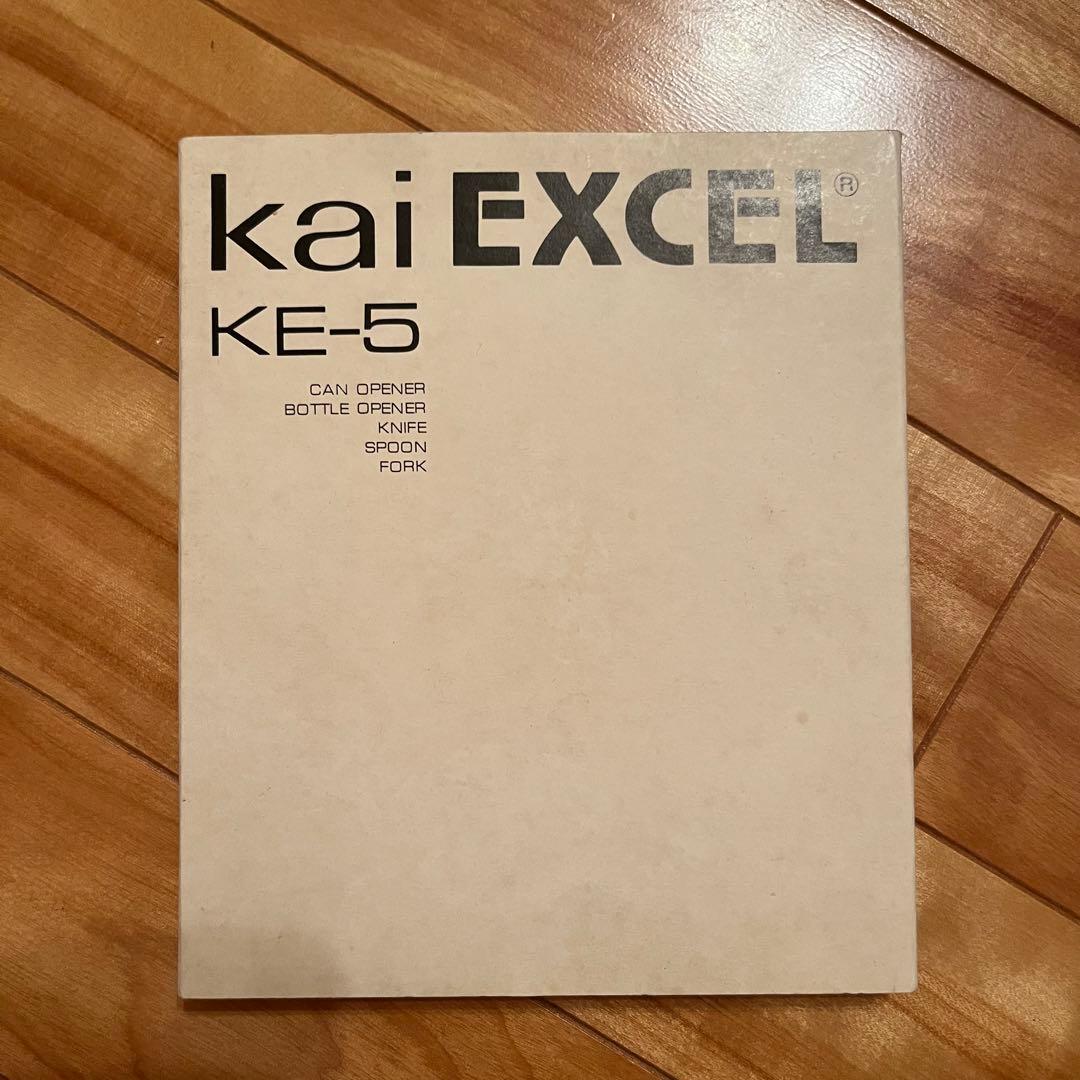 kai EXCEL®
KE-5
CAN OPENER
BOTTLE OPENER
KNIFE
SPOON
FORK